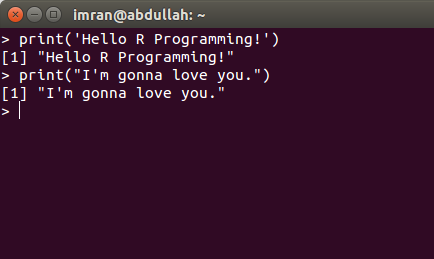 imran@abdullah: ~
> print('Hello R Programming!')
[1] "Hello R Programming!"
> print("I'm gonna love you.")
[1] "I'm gonna love you."
>